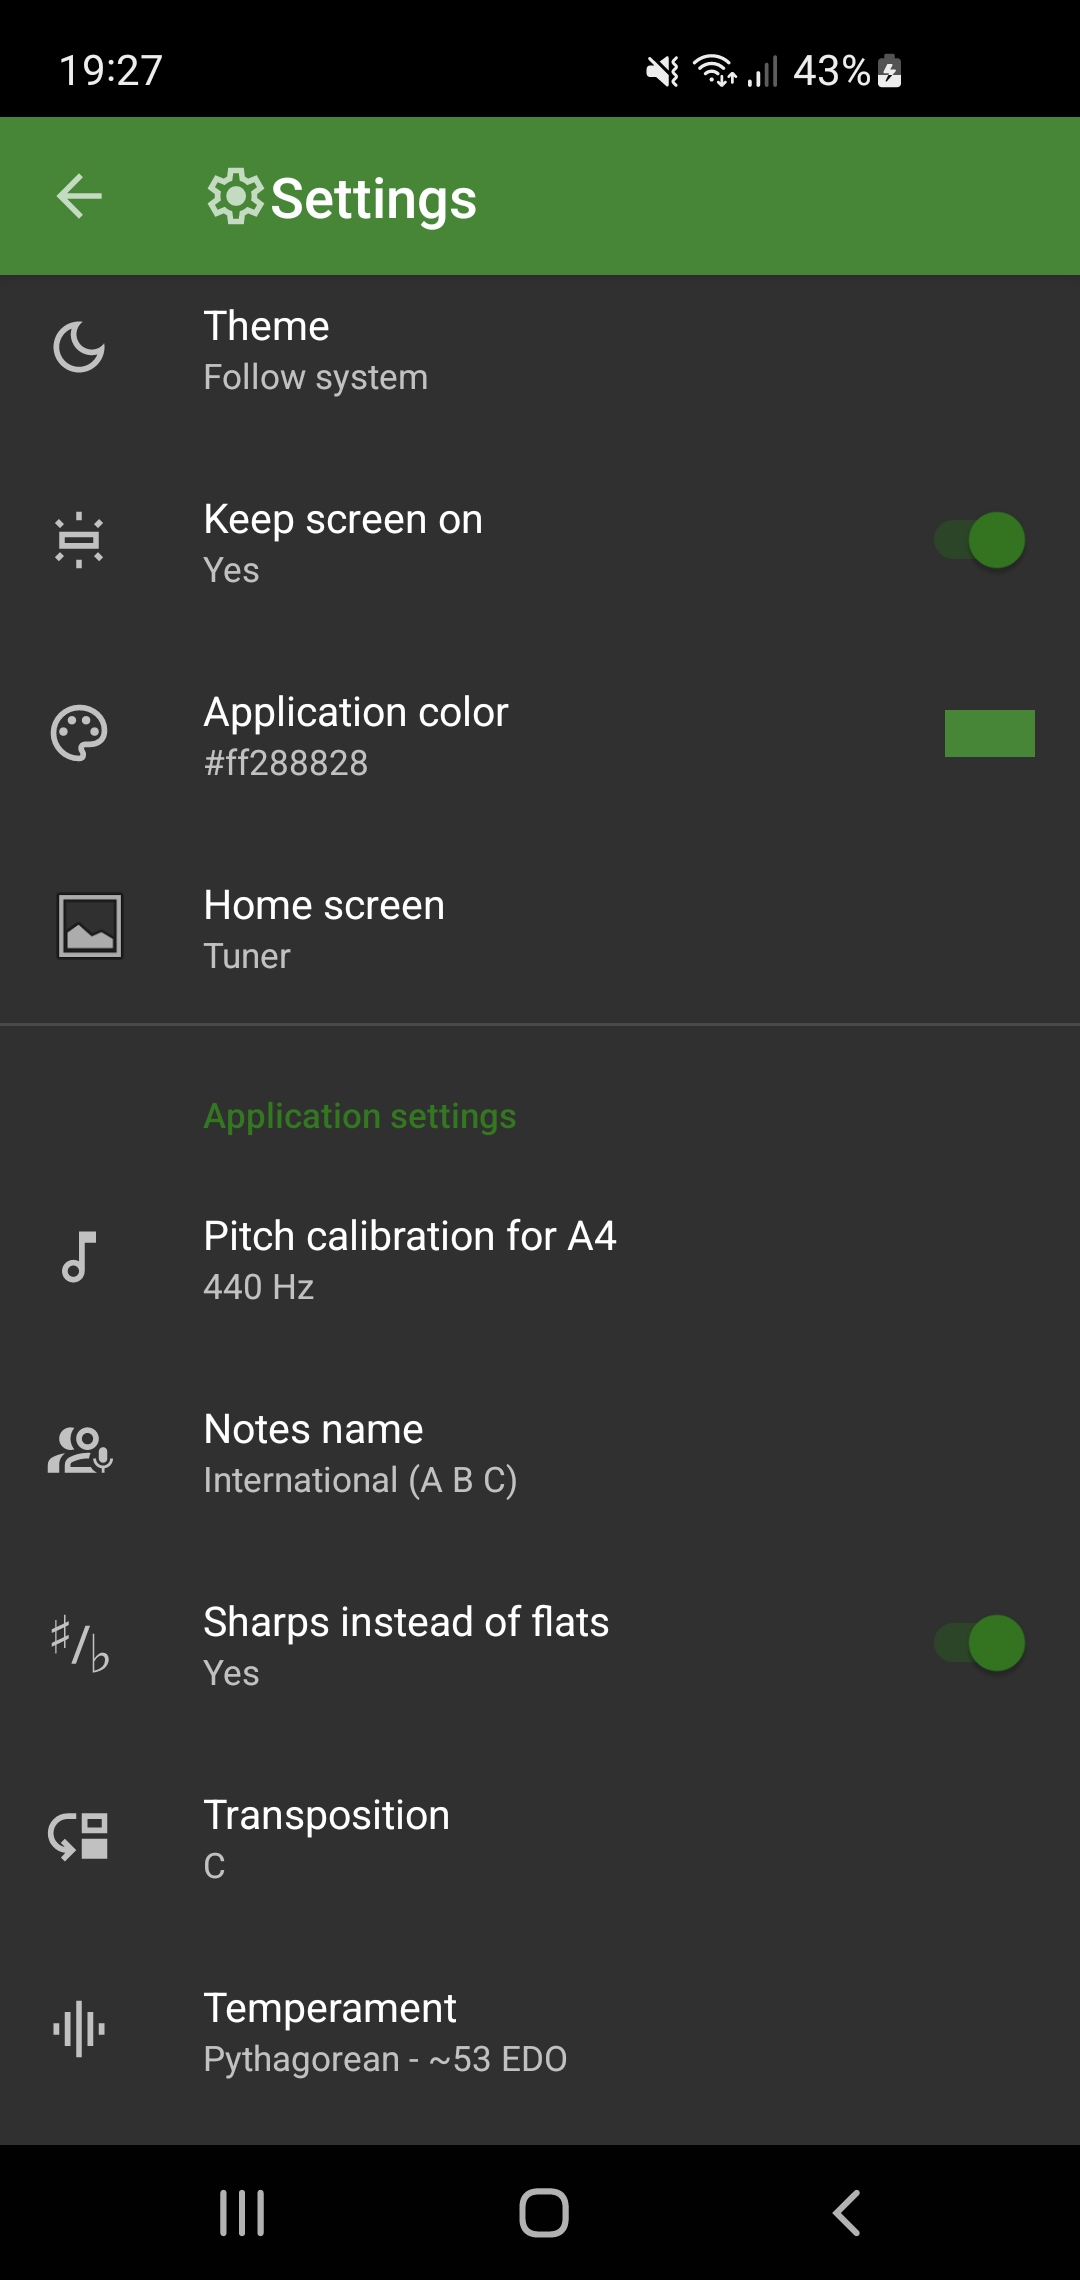 19:27
43%
Settings
Theme
Follow system
Keep screen on
Yes
Application color
#ff288828
Home screen
Tuner
Application settings
Pitch calibration for A4
440 Hz
Notes name
International (A B C)
♯/♭
Sharps instead of flats
Yes
Transposition
C
Temperament
Pythagorean - ~53 EDO